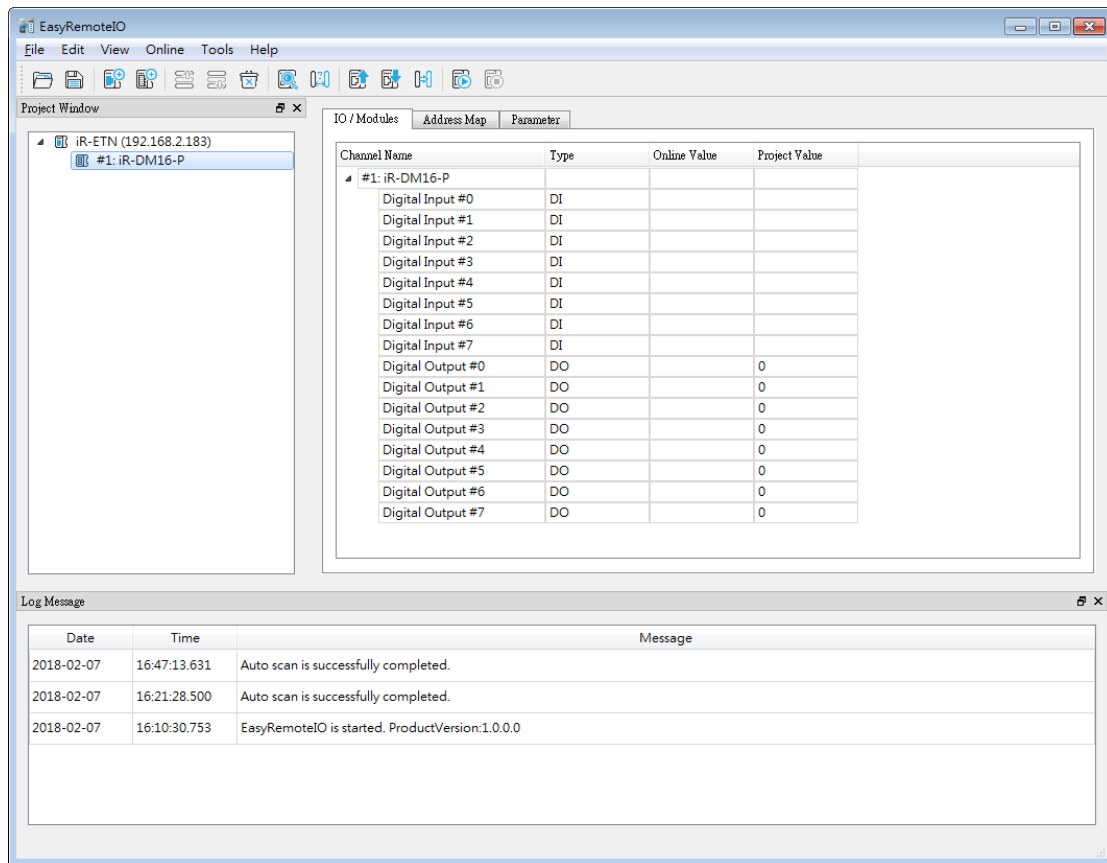 EasyRemoteIO
File Edit View Online Tools Help
Project Window
iR-ETN (192.168.2.183)
#1: iR-DM16-P
IO / Modules Address Map Parameter
Channel Name Type Online Value Project Value
#1: iR-DM16-P
Digital Input #0 DI
Digital Input #1 DI
Digital Input #2 DI
Digital Input #3 DI
Digital Input #4 DI
Digital Input #5 DI
Digital Input #6 DI
Digital Input #7 DI
Digital Output #0 DO 0
Digital Output #1 DO 0
Digital Output #2 DO 0
Digital Output #3 DO 0
Digital Output #4 DO 0
Digital Output #5 DO 0
Digital Output #6 DO 0
Digital Output #7 DO 0
Log Message
Date Time Message
2018-02-07 16:47:13.631 Auto scan is successfully completed.
2018-02-07 16:21:28.500 Auto scan is successfully completed.
2018-02-07 16:10:30.753 EasyRemoteIO is started. ProductVersion:1.0.0.0